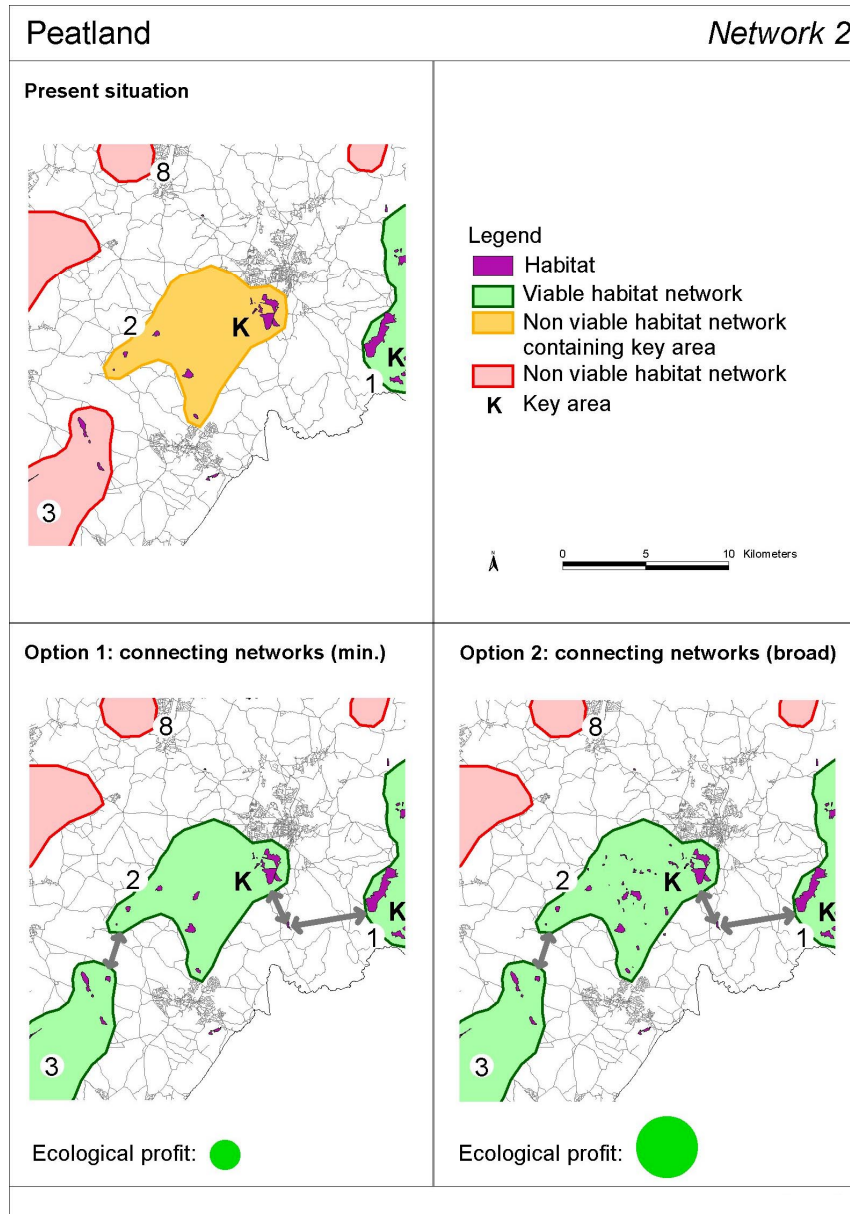 Peatland
Network 2
Present situation
8
2
K
K
1
3
Legend
Habitat
Viable habitat network
Non viable habitat network
containing key area
Non viable habitat network
K Key area
N
0 5 10 Kilometers
Option 1: connecting networks (min.)
8
2
K
K
1
3
Ecological profit:
Option 2: connecting networks (broad)
8
2
K
K
1
3
Ecological profit: